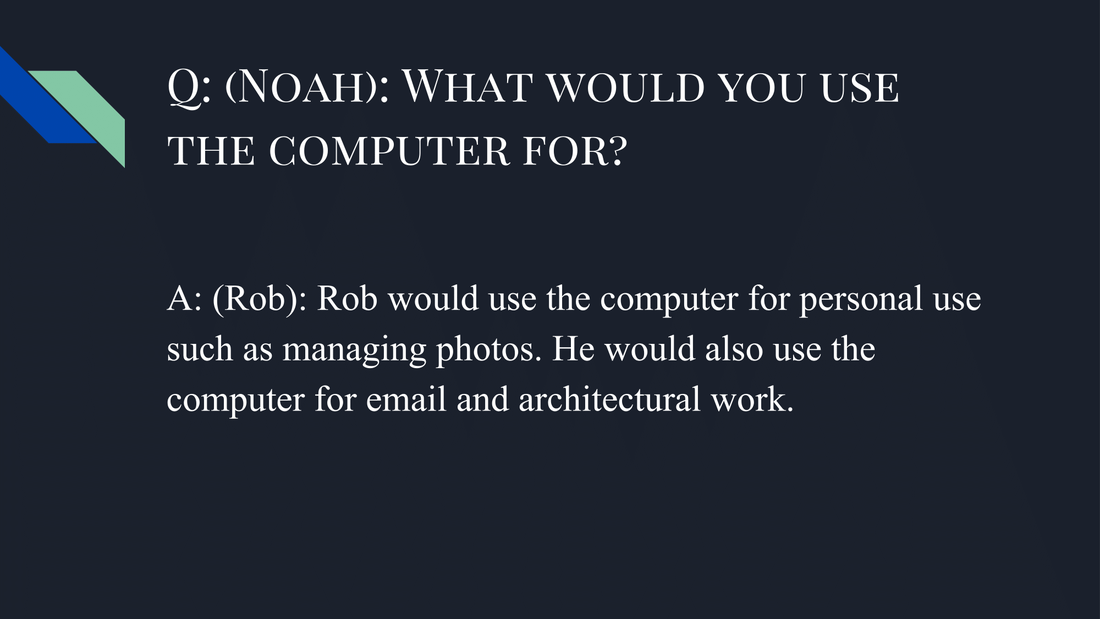 Q: (Noah): What would you use
the computer for?
A: (Rob): Rob would use the computer for personal use
such as managing photos. He would also use the
computer for email and architectural work.